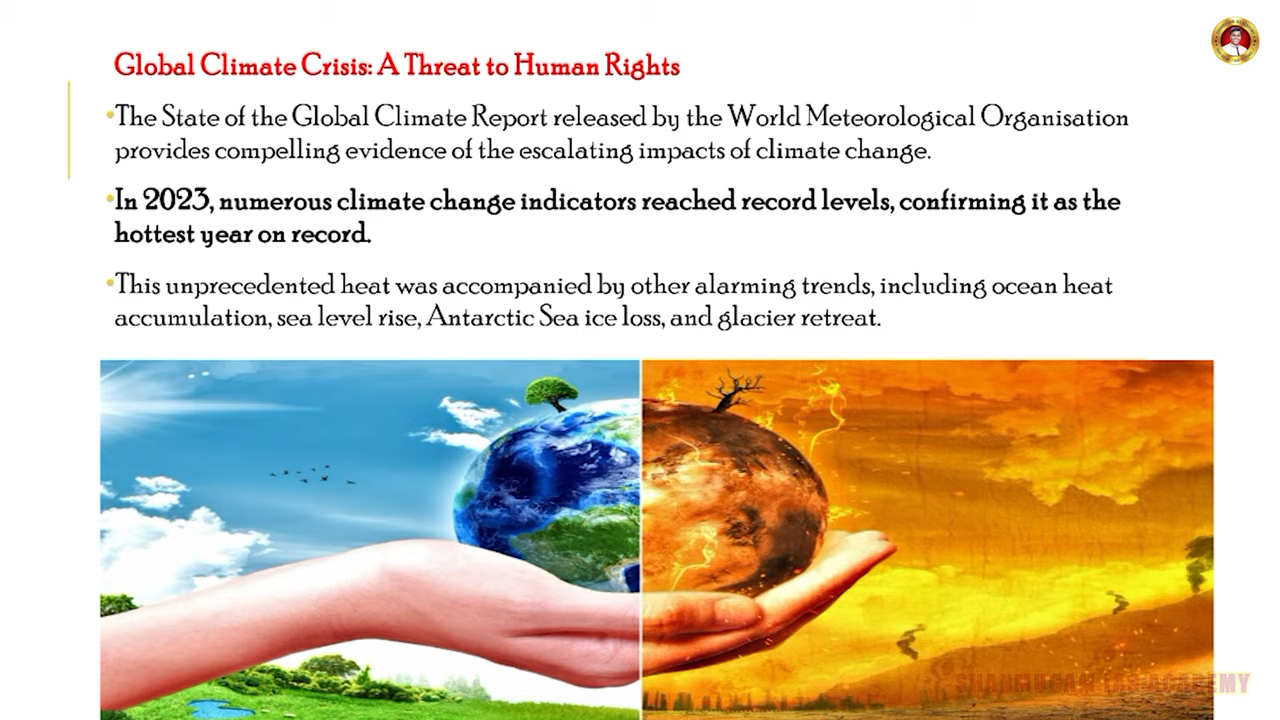 Global Climate Crisis: A Threat to Human Rights
•The State of the Global Climate Report released by the World Meteorological Organisation
provides compelling evidence of the escalating impacts of climate change.
•In 2023, numerous climate change indicators reached record levels, confirming it as the
hottest year on record.
•This unprecedented heat was accompanied by other alarming trends, including ocean heat
accumulation, sea level rise, Antarctic Sea ice loss, and glacier retreat.
SHANMUGAM IAS ACADEMY